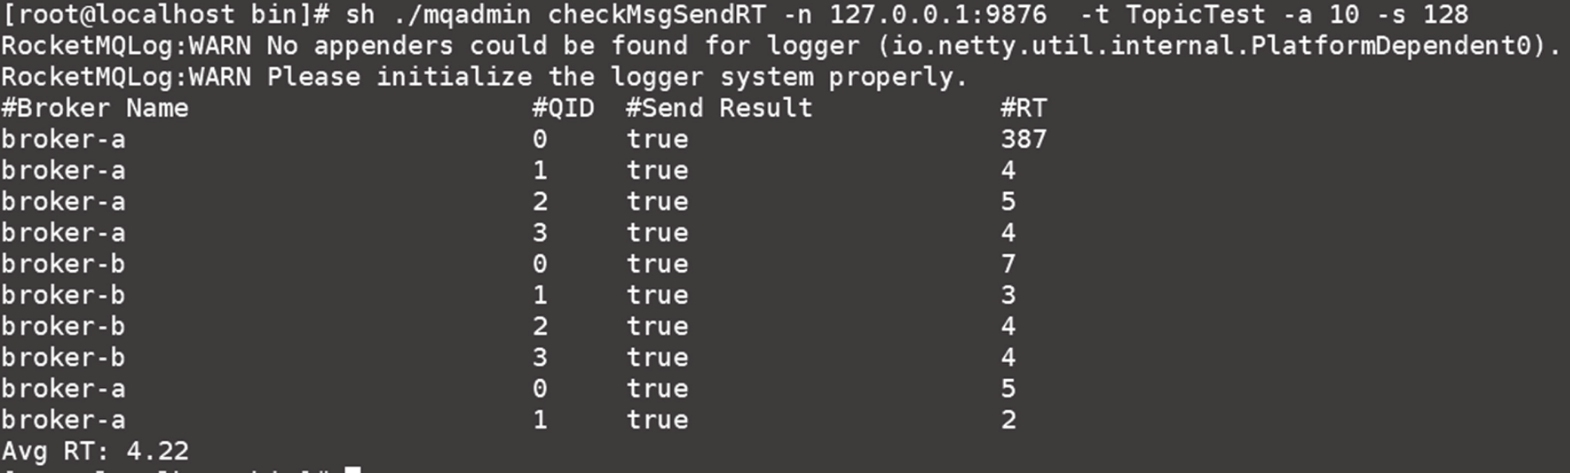 [root@localhost bin]# sh ./mqadmin checkMsgSendRT -n 127.0.0.1:9876  -t TopicTest -a 10 -s 128
RocketMQLog:WARN No appenders could be found for logger (io.netty.util.internal.PlatformDependent0).
RocketMQLog:WARN Please initialize the logger system properly.
#Broker Name                      #QID  #Send Result            #RT
broker-a                          0     true                    387
broker-a                          1     true                    4
broker-a                          2     true                    5
broker-a                          3     true                    4
broker-b                          0     true                    7
broker-b                          1     true                    3
broker-b                          2     true                    4
broker-b                          3     true                    4
broker-a                          0     true                    5
broker-a                          1     true                    2
Avg RT: 4.22